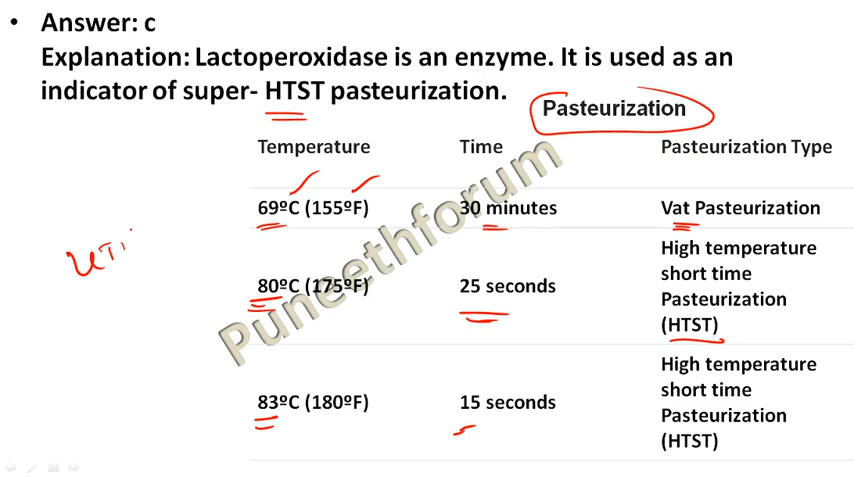 • Answer: c
Explanation: Lactoperoxidase is an enzyme. It is used as an
indicator of super- HTST pasteurization.
Pasteurization
Temperature Time Pasteurization Type
69ºC (155ºF) 30 minutes Vat Pasteurization
80ºC (175ºF) 25 seconds High temperature
short time
Pasteurization
(HTST)
83ºC (180ºF) 15 seconds High temperature
short time
Pasteurization
(HTST)
Puneethforum